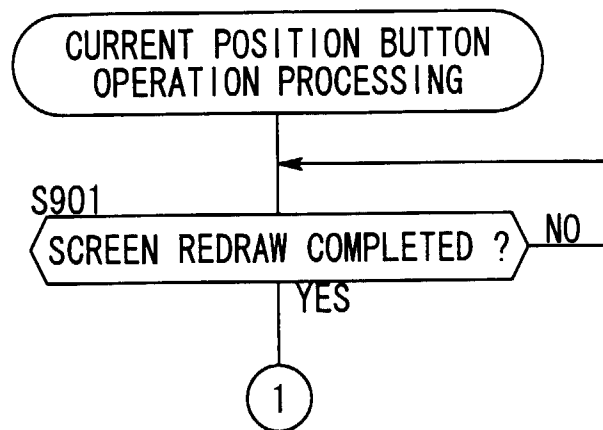 CURRENT POSITION BUTTON
OPERATION PROCESSING
S901
SCREEN REDRAW COMPLETED ?
NO
YES
1